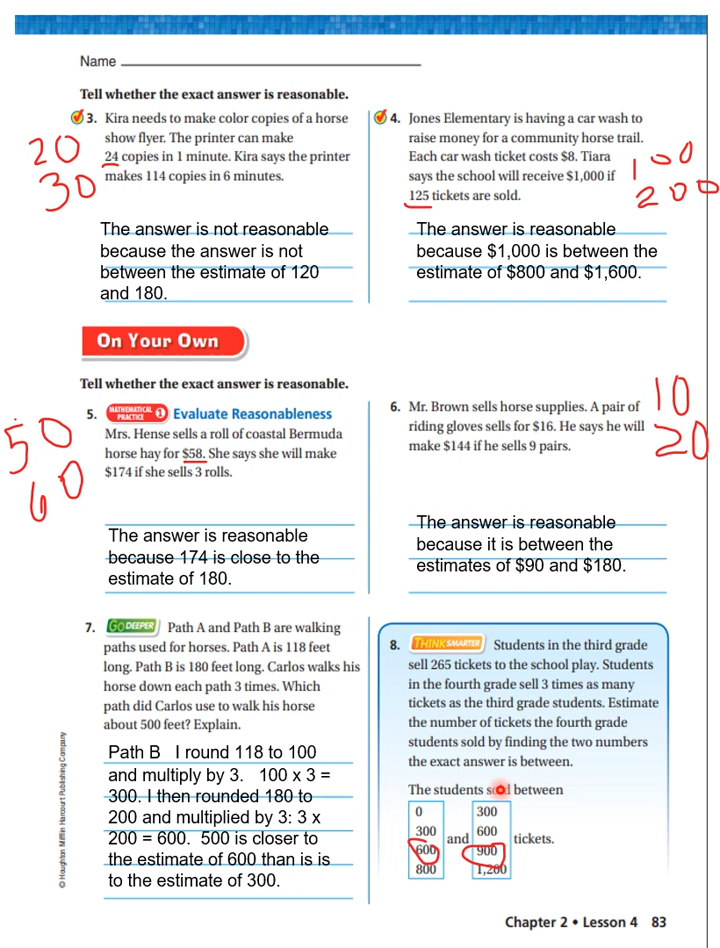 Name
Tell whether the exact answer is reasonable.
3. Kira needs to make color copies of a horse
show flyer. The printer can make
24 copies in 1 minute. Kira says the printer
makes 114 copies in 6 minutes.
20
30
The answer is not reasonable
because the answer is not
between the estimate of 120
and 180.
4. Jones Elementary is having a car wash to
raise money for a community horse trail.
Each car wash ticket costs $8. Tiara
says the school will receive $1,000 if
125 tickets are sold.
100
200
The answer is reasonable
because $1,000 is between the
estimate of $800 and $1,600.
On Your Own
Tell whether the exact answer is reasonable.
5. MATHEMATICAL PRACTICE 1 Evaluate Reasonableness
Mrs. Hense sells a roll of coastal Bermuda
horse hay for $58. She says she will make
$174 if she sells 3 rolls.
50
60
The answer is reasonable
because 174 is close to the
estimate of 180.
6. Mr. Brown sells horse supplies. A pair of
riding gloves sells for $16. He says he will
make $144 if he sells 9 pairs.
10
20
The answer is reasonable
because it is between the
estimates of $90 and $180.
7. GO DEEPER Path A and Path B are walking
paths used for horses. Path A is 118 feet
long. Path B is 180 feet long. Carlos walks his
horse down each path 3 times. Which
path did Carlos use to walk his horse
about 500 feet? Explain.
Path B I round 118 to 100
and multiply by 3. 100 x 3 =
300. I then rounded 180 to
200 and multiplied by 3: 3 x
200 = 600. 500 is closer to
the estimate of 600 than is is
to the estimate of 300.
8. THINK SMARTER Students in the third grade
sell 265 tickets to the school play. Students
in the fourth grade sell 3 times as many
tickets as the third grade students. Estimate
the number of tickets the fourth grade
students sold by finding the two numbers
the exact answer is between.
The students sold between
0
300
600
800
and
300
600
900
1,200
tickets.
© Houghton Mifflin Harcourt Publishing Company
Chapter 2 • Lesson 4 83